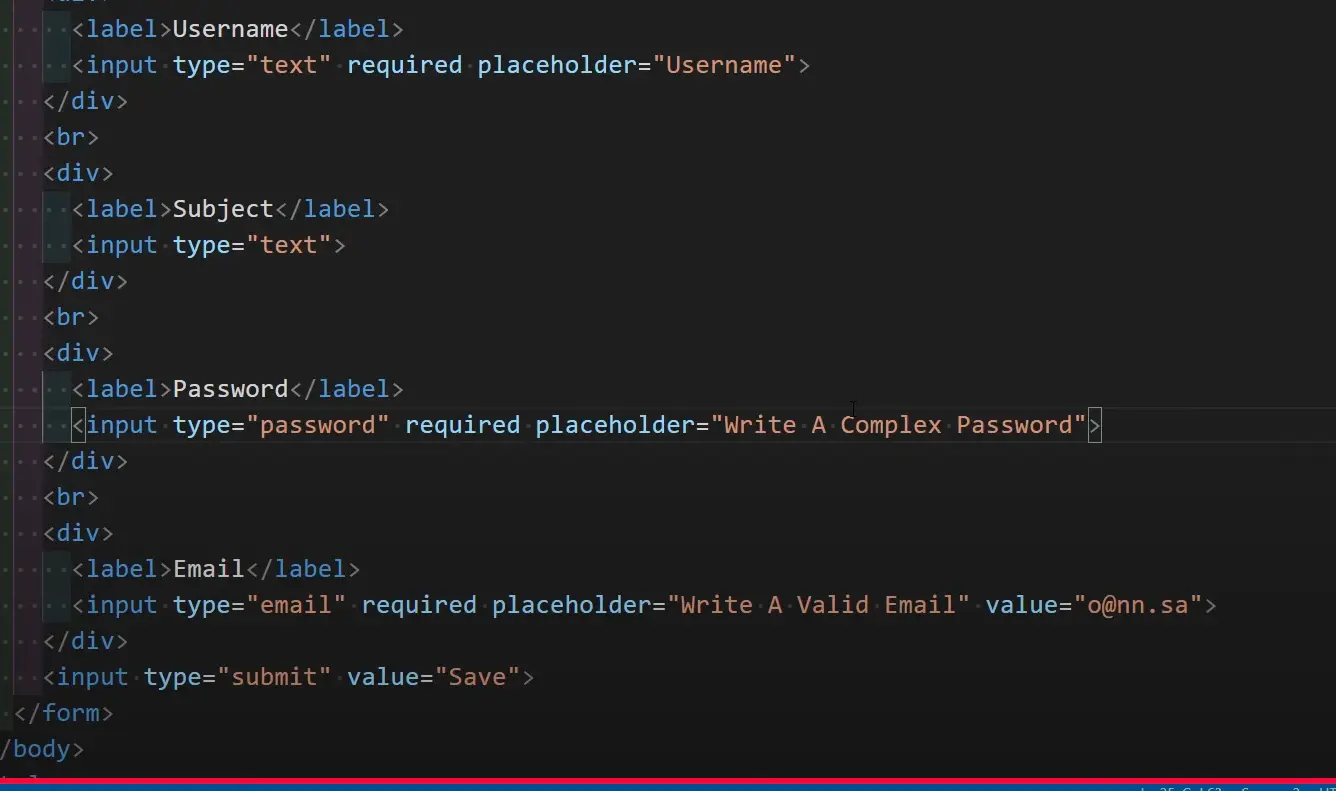 <label>Username</label>
<input type="text" required placeholder="Username">
</div>
<br>
<div>
<label>Subject</label>
<input type="text">
</div>
<br>
<div>
<label>Password</label>
<input type="password" required placeholder="Write A Complex Password">
</div>
<br>
<div>
<label>Email</label>
<input type="email" required placeholder="Write A Valid Email" value="o@nn.sa">
</div>
<input type="submit" value="Save">
</form>
/body>